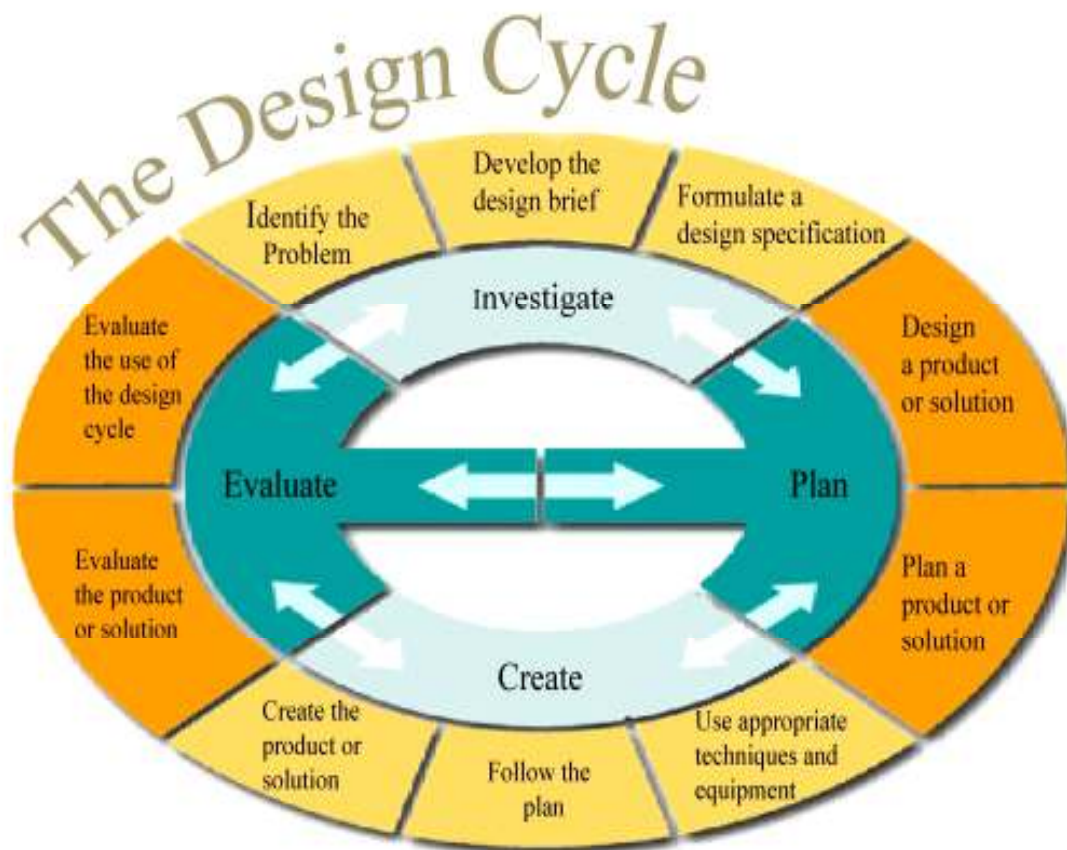 The Design Cycle
Identify the
Problem
Develop the
design brief
Formulate a
design specification
Investigate
Evaluate
the use of
the design
cycle
Design
a product
or solution
Evaluate
Plan
Evaluate
the product
or solution
Plan a
product or
solution
Create
Create the
product or
solution
Follow the
plan
Use appropriate
techniques and
equipment